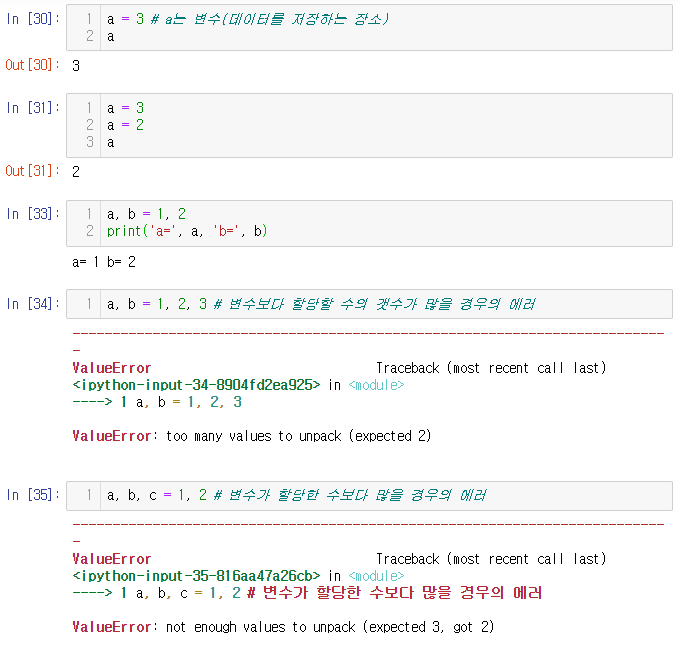 In [30]: 1 a = 3 # a는 변수(데이터를 저장하는 장소)
2 a
Out[30]: 3
In [31]: 1 a = 3
2 a = 2
3 a
Out[31]: 2
In [33]: 1 a, b = 1, 2
2 print('a=', a, 'b=', b)
a= 1 b= 2
In [34]: 1 a, b = 1, 2, 3 # 변수보다 할당할 수의 갯수가 많을 경우의 에러
---------------------------------------------------------------------------
-
ValueError Traceback (most recent call last)
<ipython-input-34-8904fd2ea925> in <module>
----> 1 a, b = 1, 2, 3
ValueError: too many values to unpack (expected 2)
In [35]: 1 a, b, c = 1, 2 # 변수가 할당한 수보다 많을 경우의 에러
---------------------------------------------------------------------------
-
ValueError Traceback (most recent call last)
<ipython-input-35-816aa47a26cb> in <module>
----> 1 a, b, c = 1, 2 # 변수가 할당한 수보다 많을 경우의 에러
ValueError: not enough values to unpack (expected 3, got 2)